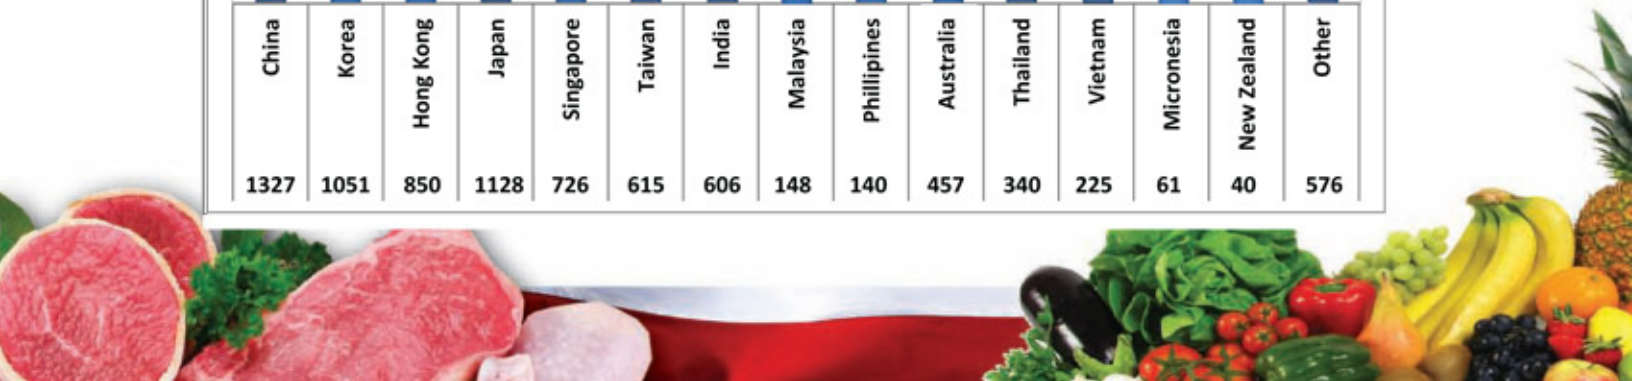 China Korea Hong Kong Japan Singapore Taiwan India Malaysia Phillipines Australia Thailand Vietnam Micronesia New Zealand Other
1327 1051 850 1128 726 615 606 148 140 457 340 225 61 40 576